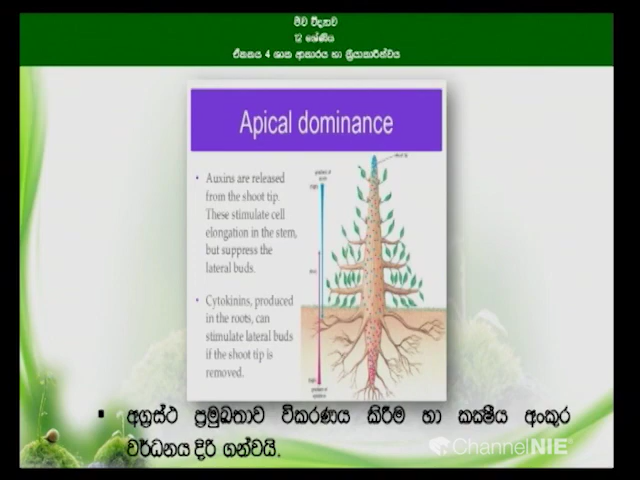 ජීව විද්‍යාව
12 ශ්‍රේණිය
ඒකකය 4 ශාක ආකාරය හා ක්‍රියාකාරිත්වය
Apical dominance
• Auxins are released
from the shoot tip.
These stimulate cell
elongation in the stem,
but suppress the
lateral buds.
• Cytokinins, produced
in the roots, can
stimulate lateral buds
if the shoot tip is
removed.
▪ අග්‍රස්ථ ප්‍රමුඛතාව විකරණය කිරීම හා කක්ෂීය අංකුර
වර්ධනය දිරි ගන්වයි.
ChannelNIE